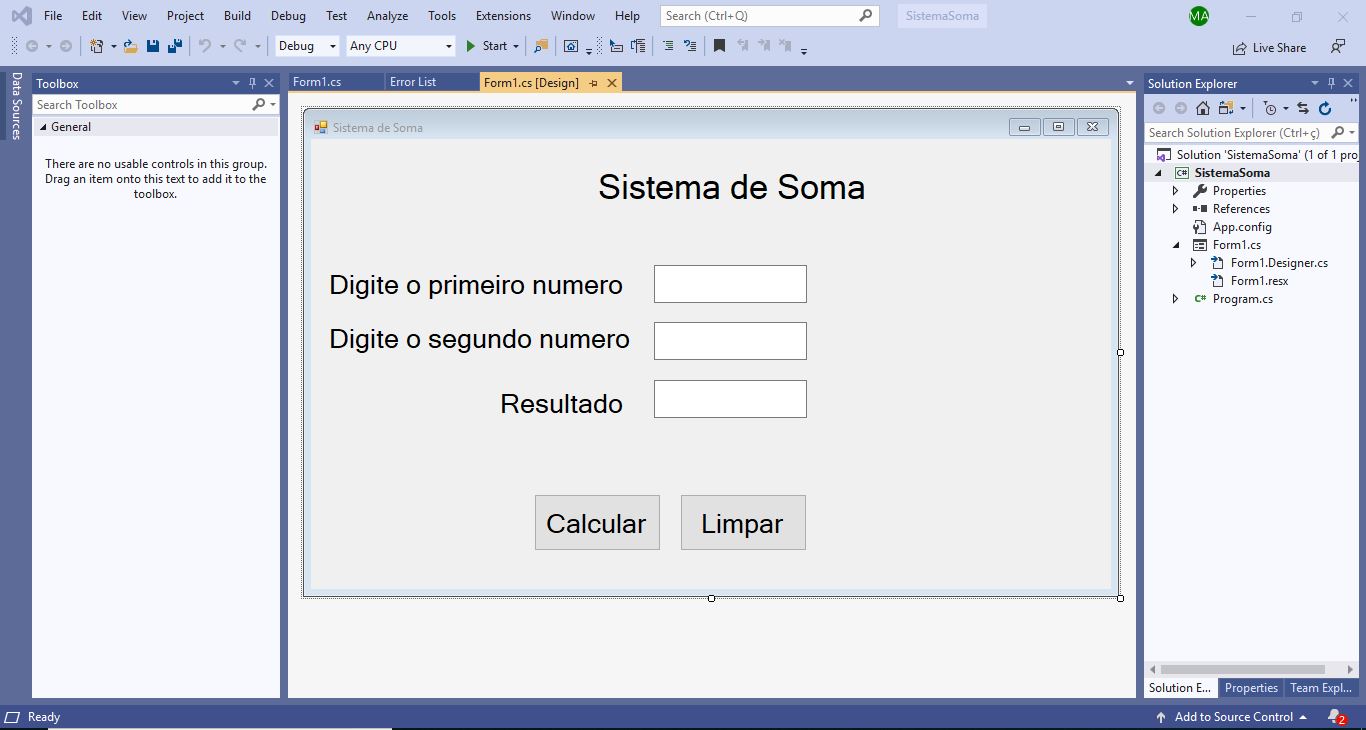 File Edit View Project Build Debug Test Analyze Tools Extensions Window Help Search (Ctrl+Q) SistemaSoma MA
Debug Any CPU Start Live Share
Data Sources
Toolbox
Search Toolbox
General
There are no usable controls in this group.
Drag an item onto this text to add it to the
toolbox.
Form1.cs Error List Form1.cs [Design]
Sistema de Soma
Sistema de Soma
Digite o primeiro numero
Digite o segundo numero
Resultado
Calcular Limpar
Solution Explorer
Search Solution Explorer (Ctrl+ç)
Solution 'SistemaSoma' (1 of 1 pro
C# SistemaSoma
Properties
References
App.config
Form1.cs
Form1.Designer.cs
Form1.resx
C# Program.cs
Solution E... Properties Team Expl...
Ready Add to Source Control 2